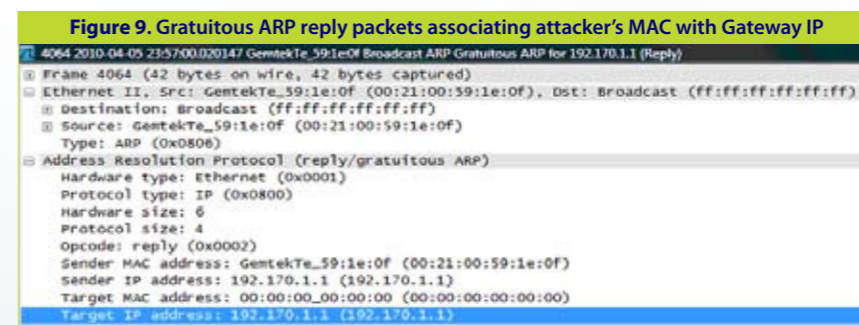 Figure 9. Gratuitous ARP reply packets associating attacker's MAC with Gateway IP
4064 2010-04-05 23:57:00.020147 GemtekTe_59:1e:0f Broadcast ARP Gratuitous ARP for 192.170.1.1 (Reply)
Frame 4064 (42 bytes on wire, 42 bytes captured)
Ethernet II, Src: GemtekTe_59:1e:0f (00:21:00:59:1e:0f), Dst: Broadcast (ff:ff:ff:ff:ff:ff)
Destination: Broadcast (ff:ff:ff:ff:ff:ff)
Source: GemtekTe_59:1e:0f (00:21:00:59:1e:0f)
Type: ARP (0x0806)
Address Resolution Protocol (reply/gratuitous ARP)
Hardware type: Ethernet (0x0001)
Protocol type: IP (0x0800)
Hardware size: 6
Protocol size: 4
Opcode: reply (0x0002)
Sender MAC address: GemtekTe_59:1e:0f (00:21:00:59:1e:0f)
Sender IP address: 192.170.1.1 (192.170.1.1)
Target MAC address: 00:00:00_00:00:00 (00:00:00:00:00:00)
Target IP address: 192.170.1.1 (192.170.1.1)